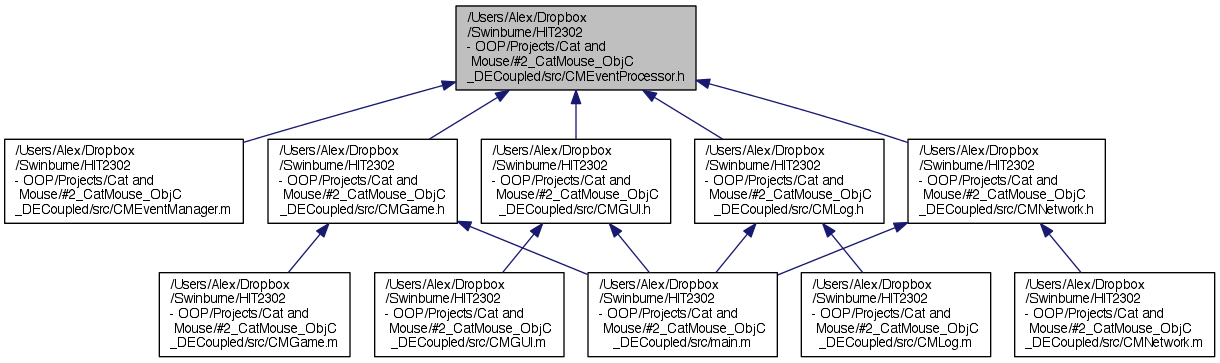 /Users/Alex/Dropbox
/Swinburne/HIT2302
- OOP/Projects/Cat and
Mouse/#2_CatMouse_ObjC
_DECoupled/src/CMEventProcessor.h
/Users/Alex/Dropbox
/Swinburne/HIT2302
- OOP/Projects/Cat and
Mouse/#2_CatMouse_ObjC
_DECoupled/src/CMEventManager.m
/Users/Alex/Dropbox
/Swinburne/HIT2302
- OOP/Projects/Cat and
Mouse/#2_CatMouse_ObjC
_DECoupled/src/CMGame.h
/Users/Alex/Dropbox
/Swinburne/HIT2302
- OOP/Projects/Cat and
Mouse/#2_CatMouse_ObjC
_DECoupled/src/CMGUI.h
/Users/Alex/Dropbox
/Swinburne/HIT2302
- OOP/Projects/Cat and
Mouse/#2_CatMouse_ObjC
_DECoupled/src/CMLog.h
/Users/Alex/Dropbox
/Swinburne/HIT2302
- OOP/Projects/Cat and
Mouse/#2_CatMouse_ObjC
_DECoupled/src/CMNetwork.h
/Users/Alex/Dropbox
/Swinburne/HIT2302
- OOP/Projects/Cat and
Mouse/#2_CatMouse_ObjC
_DECoupled/src/CMGame.m
/Users/Alex/Dropbox
/Swinburne/HIT2302
- OOP/Projects/Cat and
Mouse/#2_CatMouse_ObjC
_DECoupled/src/CMGUI.m
/Users/Alex/Dropbox
/Swinburne/HIT2302
- OOP/Projects/Cat and
Mouse/#2_CatMouse_ObjC
_DECoupled/src/main.m
/Users/Alex/Dropbox
/Swinburne/HIT2302
- OOP/Projects/Cat and
Mouse/#2_CatMouse_ObjC
_DECoupled/src/CMLog.m
/Users/Alex/Dropbox
/Swinburne/HIT2302
- OOP/Projects/Cat and
Mouse/#2_CatMouse_ObjC
_DECoupled/src/CMNetwork.m